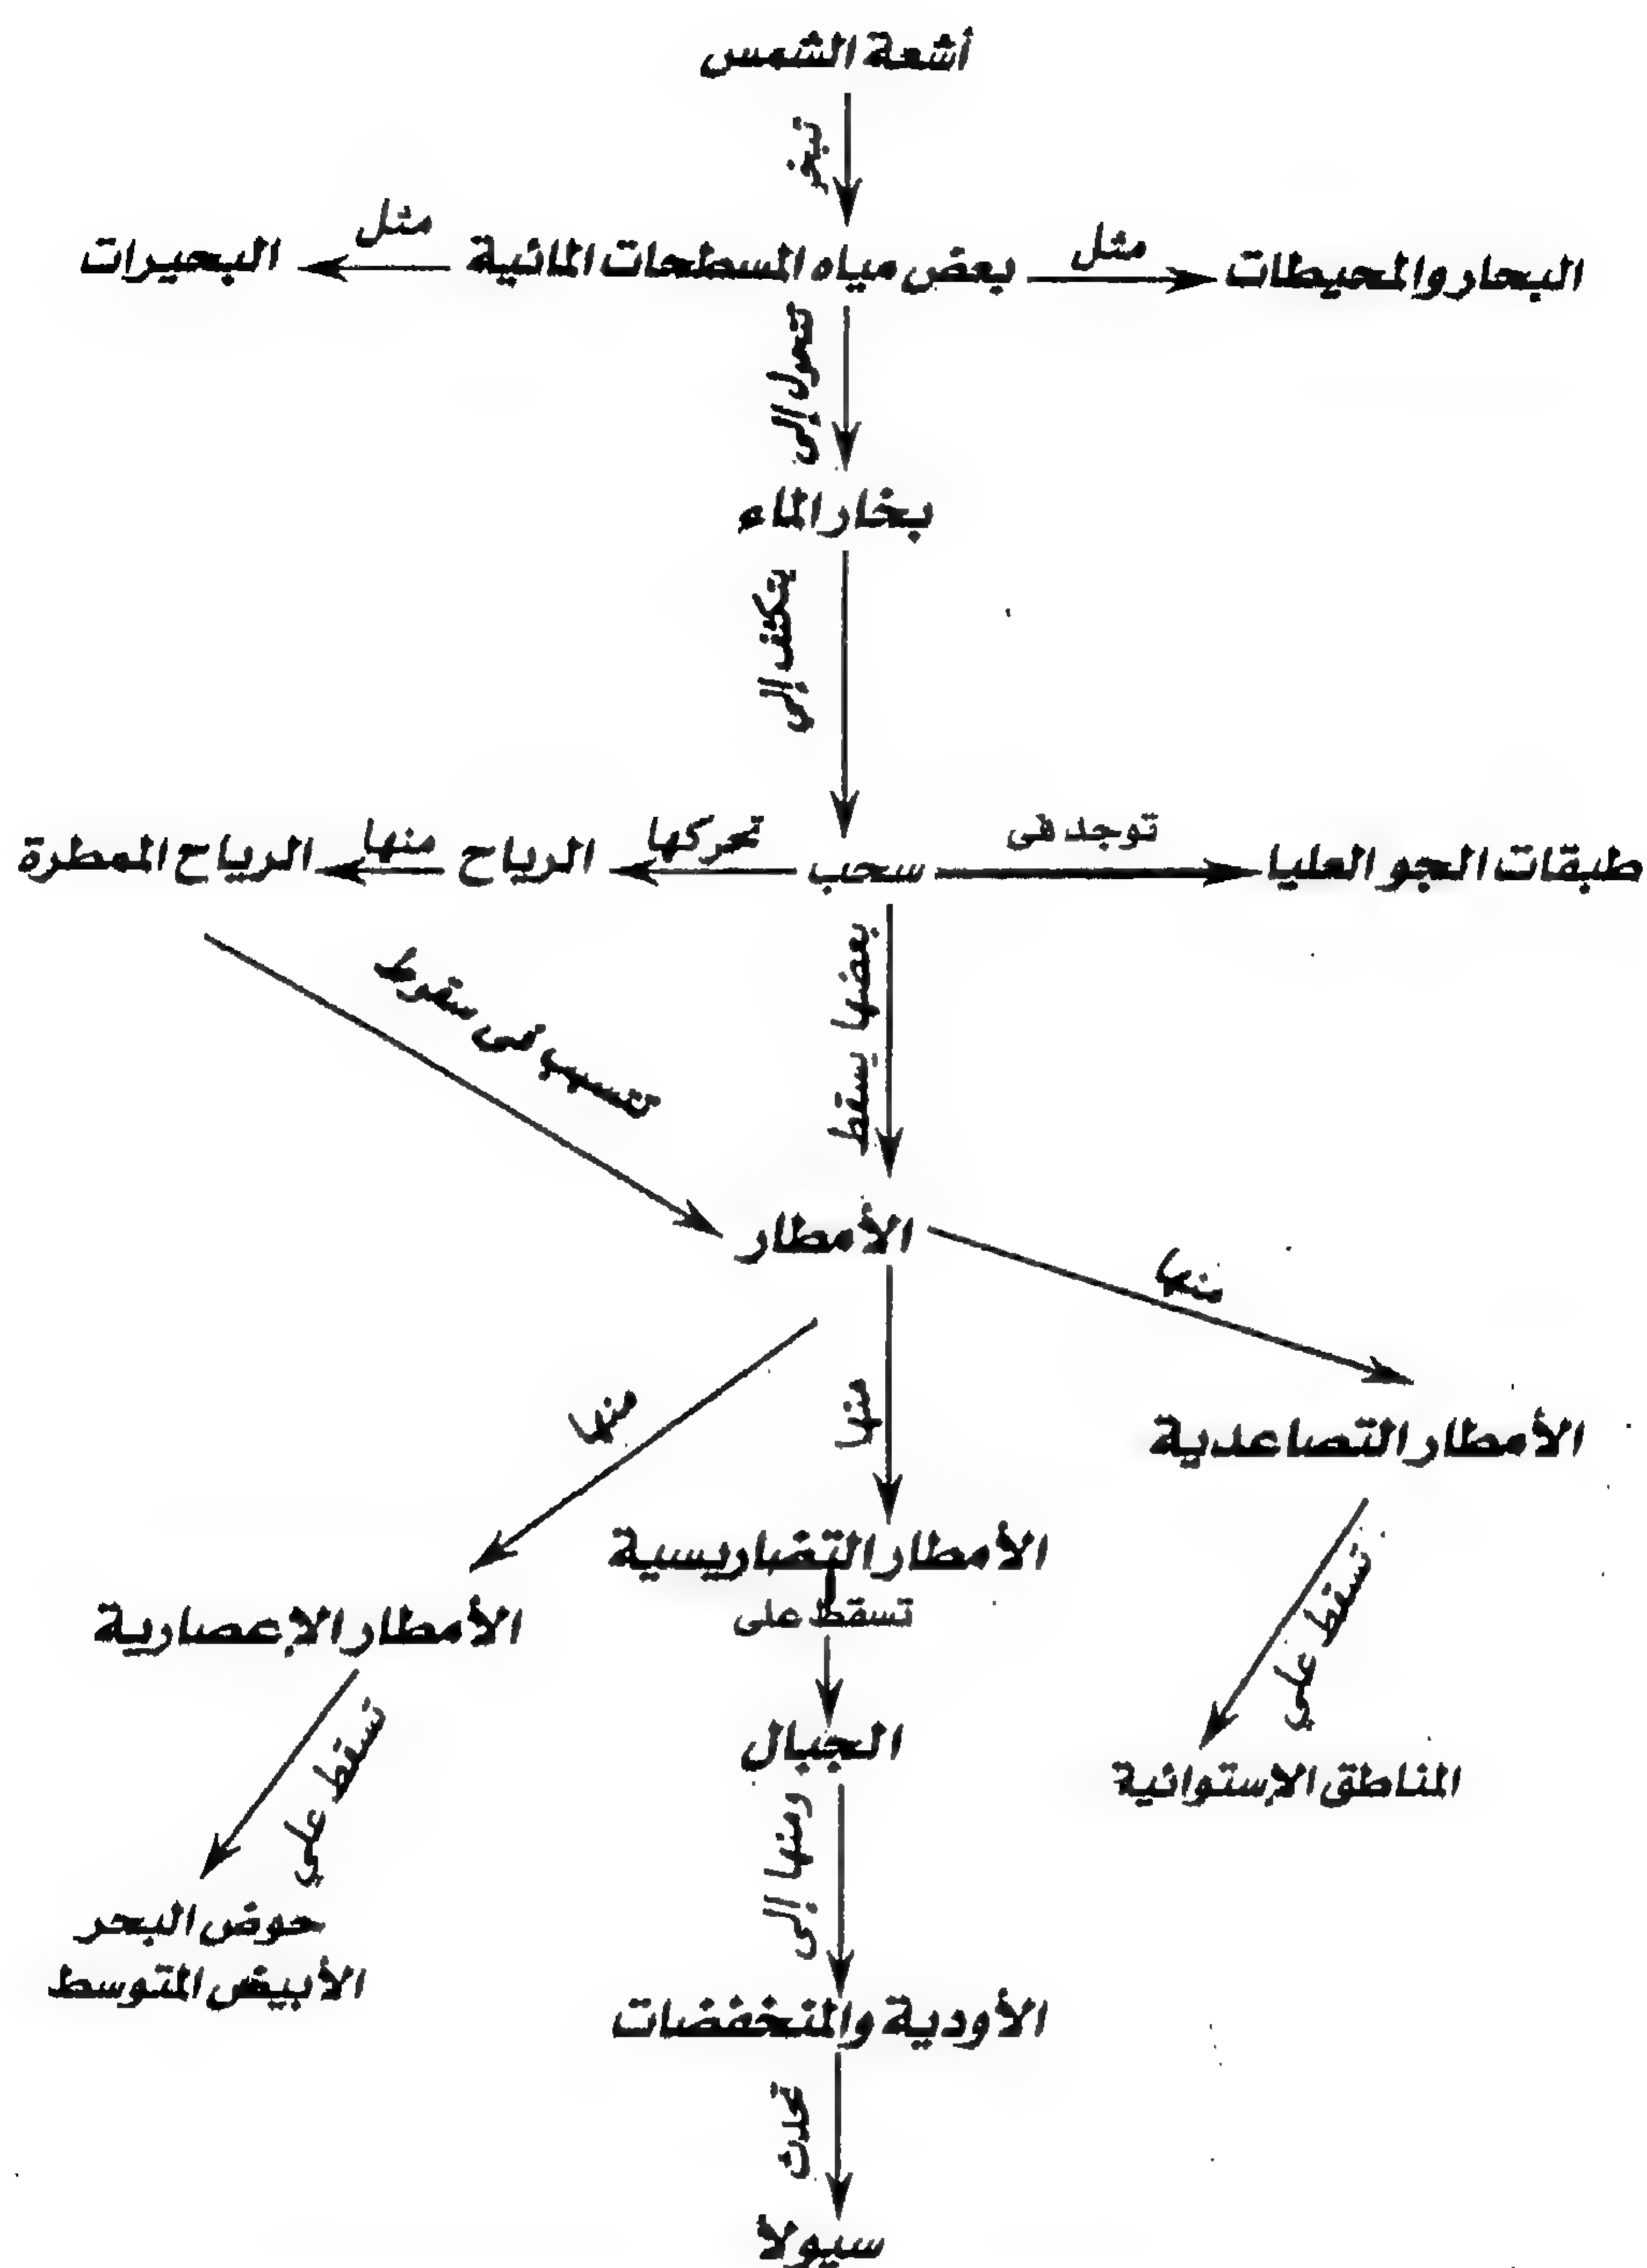 أشعة الشمس
تبخر
البحار والمحيطات
مثل
بعض مياه المسطحات المائية
مثل
البحيرات
تتحول إلى
بخار الماء
يتكثف إلى
طبقات الجو العليا
توجد فى
سحب
تحركها
الرياح
منها
الرياح الممطرة
بعضها يسقط
تتسبب فى سقوط
الأمطار
منها
منها
منها
الأمطار التصاعدية
الأمطار التضاريسية
الأمطار الإعصارية
تسقط على
تسقط على
تسقط على
الجبال
المناطق الإستوائية
ومنها إلى
حوض البحر
الأبيض المتوسط
الأودية والمنخفضات
تحدث
سيولا